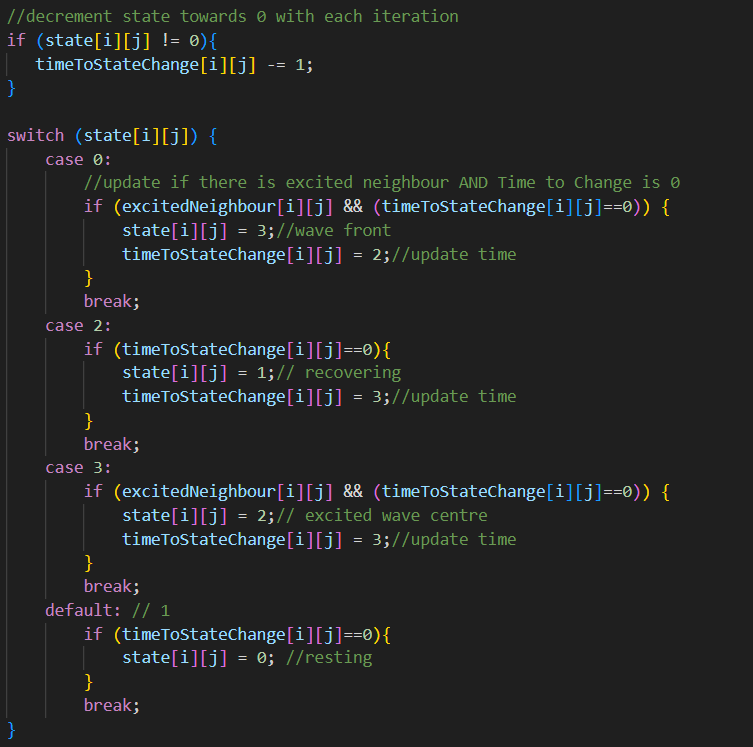 //decrement state towards 0 with each iteration
if (state[i][j] != 0){
   timeToStateChange[i][j] -= 1;
}

switch (state[i][j]) {
    case 0:
        //update if there is excited neighbour AND Time to Change is 0
        if (excitedNeighbour[i][j] && (timeToStateChange[i][j]==0)) {
            state[i][j] = 3;//wave front
            timeToStateChange[i][j] = 2;//update time
        }
        break;
    case 2:
        if (timeToStateChange[i][j]==0){
            state[i][j] = 1;// recovering
            timeToStateChange[i][j] = 3;//update time
        }
        break;
    case 3:
        if (excitedNeighbour[i][j] && (timeToStateChange[i][j]==0)) {
            state[i][j] = 2;// excited wave centre
            timeToStateChange[i][j] = 3;//update time
        }
        break;
    default: // 1
        if (timeToStateChange[i][j]==0){
            state[i][j] = 0; //resting
        }
        break;
}